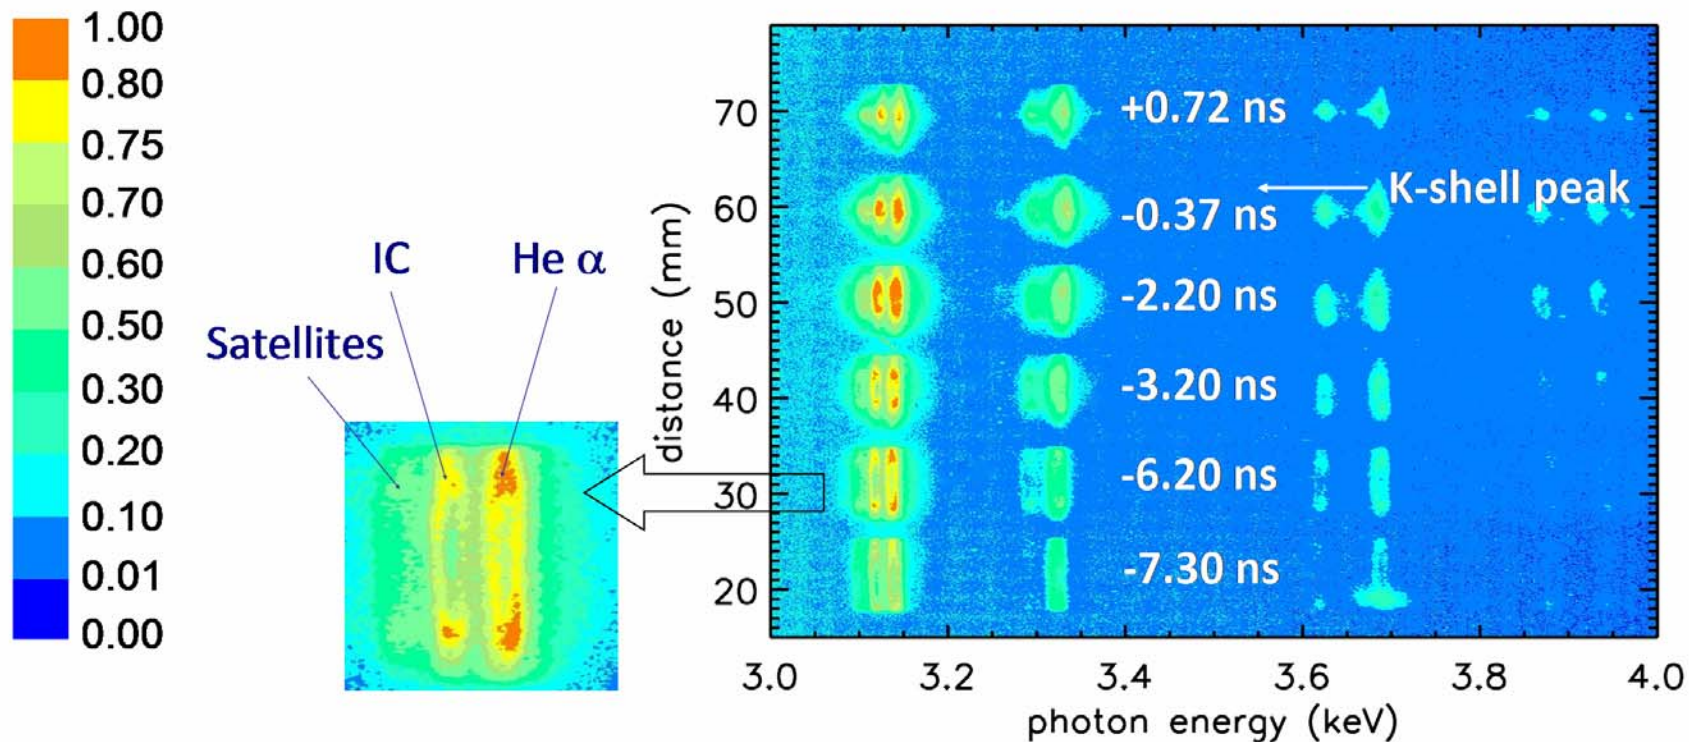 1.00
0.80
0.75
0.70
0.60
0.50
0.30
0.20
0.10
0.01
0.00
Satellites
IC
He α
distance (mm)
70
60
50
40
30
20
+0.72 ns
K-shell peak
-0.37 ns
-2.20 ns
-3.20 ns
-6.20 ns
-7.30 ns
3.0 3.2 3.4 3.6 3.8 4.0
photon energy (keV)